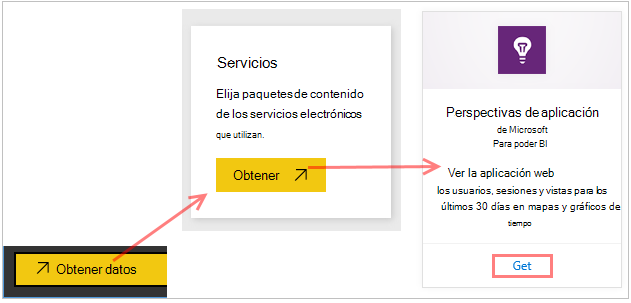 Obtener datos
Servicios
Elija paquetes de contenido
de los servicios electrónicos
que utilizan.
Obtener
Perspectivas de aplicación
de Microsoft
Para poder BI
Ver la aplicación web
los usuarios, sesiones y vistas para los
últimos 30 días en mapas y gráficos de
tiempo
Get